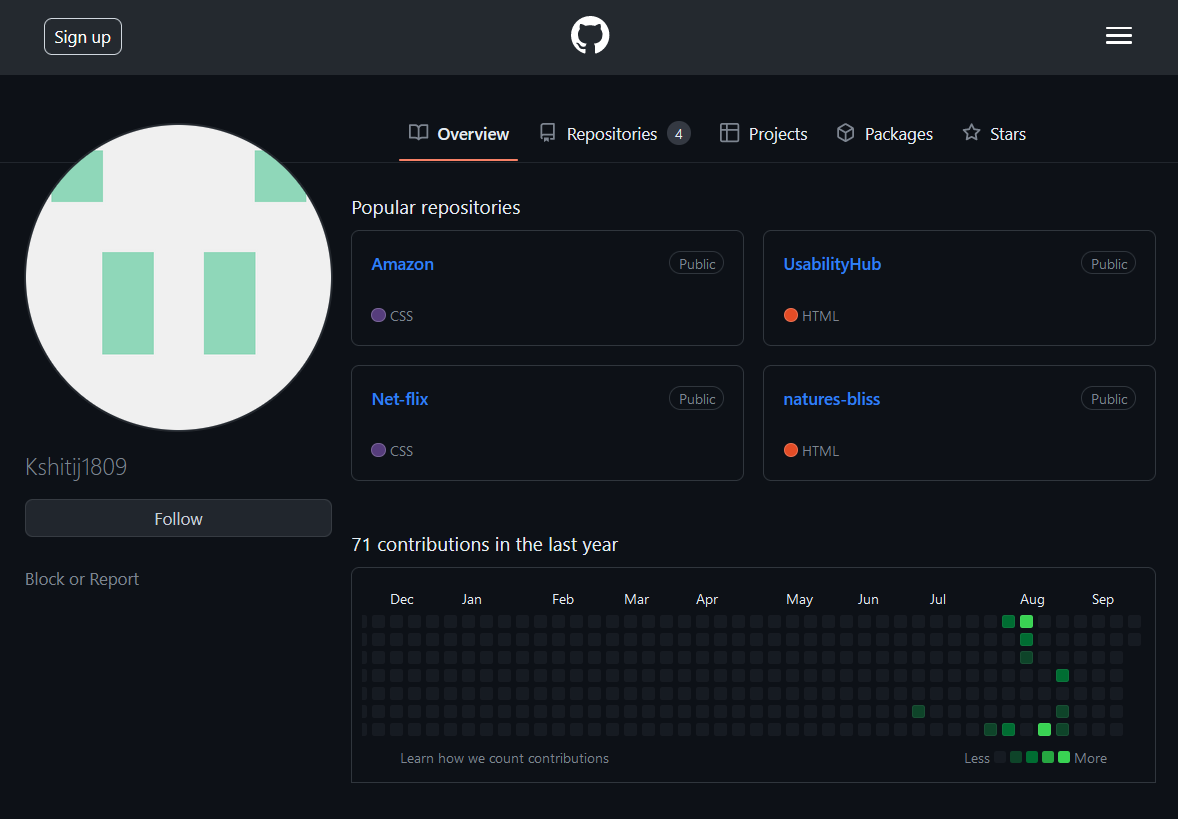 Sign up
Overview Repositories 4 Projects Packages Stars
Popular repositories
Amazon Public
CSS
UsabilityHub Public
HTML
Net-flix Public
CSS
natures-bliss Public
HTML
Kshitij1809
Follow
Block or Report
71 contributions in the last year
Dec Jan Feb Mar Apr May Jun Jul Aug Sep
Learn how we count contributions
Less More